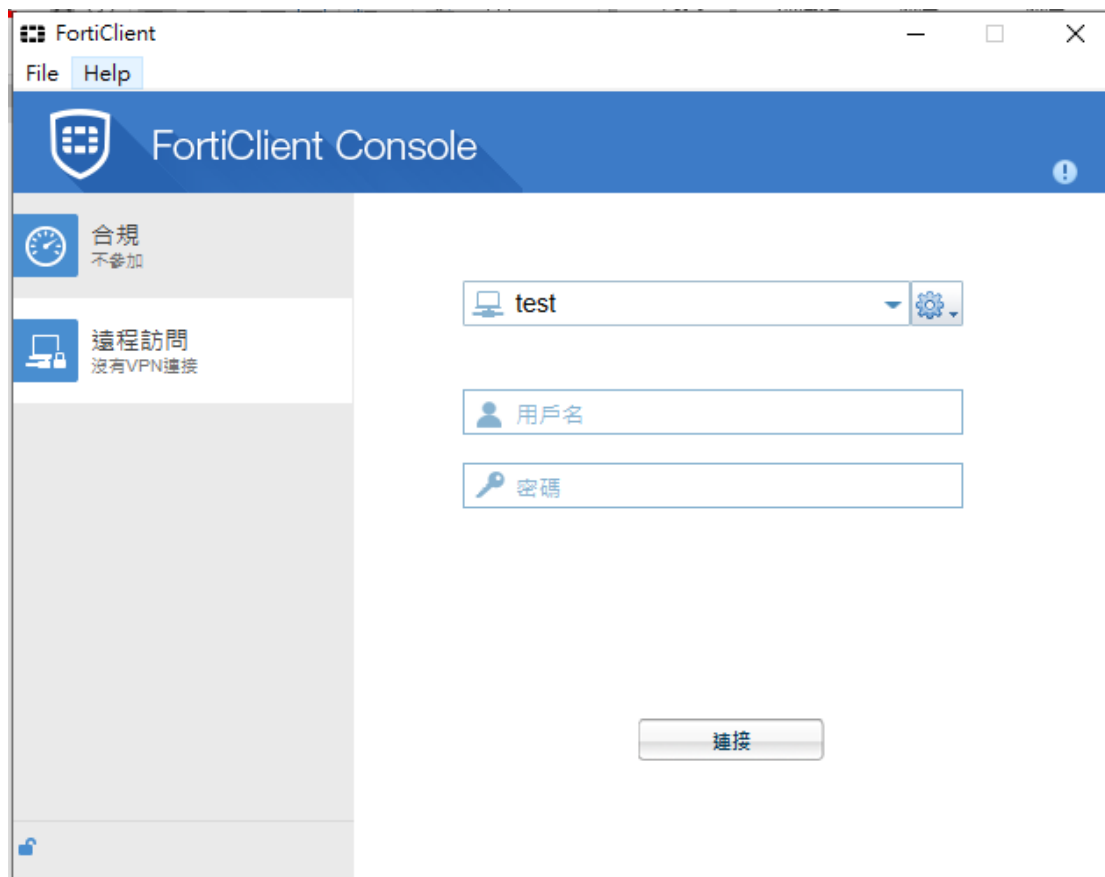 FortiClient
File Help
FortiClient Console
合規
不參加
遠程訪問
沒有VPN連接
test
用戶名
密碼
連接